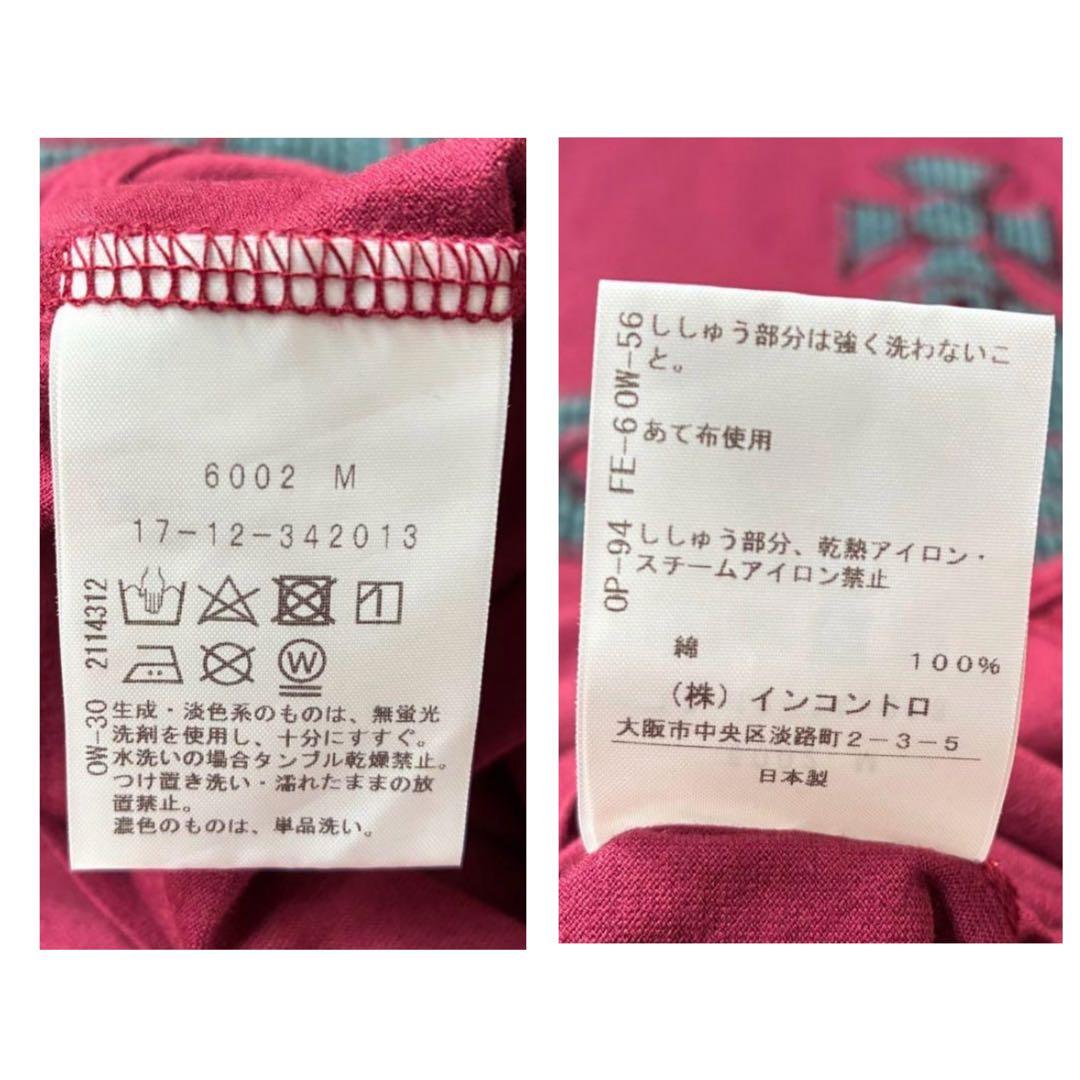 6002 M
17-12-342013
2114312
W
OW-30
生成・淡色系のものは、無蛍光
洗剤を使用し、十分にすすぐ。
水洗いの場合タンブル乾燥禁止。
つけ置き洗い・濡れたままの放
置禁止。
濃色のものは、単品洗い。
OW-56
ししゅう部分は強く洗わないこ
と。
FE-6
あて布使用
OP-94
ししゅう部分、乾熱アイロン・
スチームアイロン禁止
綿 100%
(株)インコントロ
大阪市中央区淡路町2-3-5
日本製